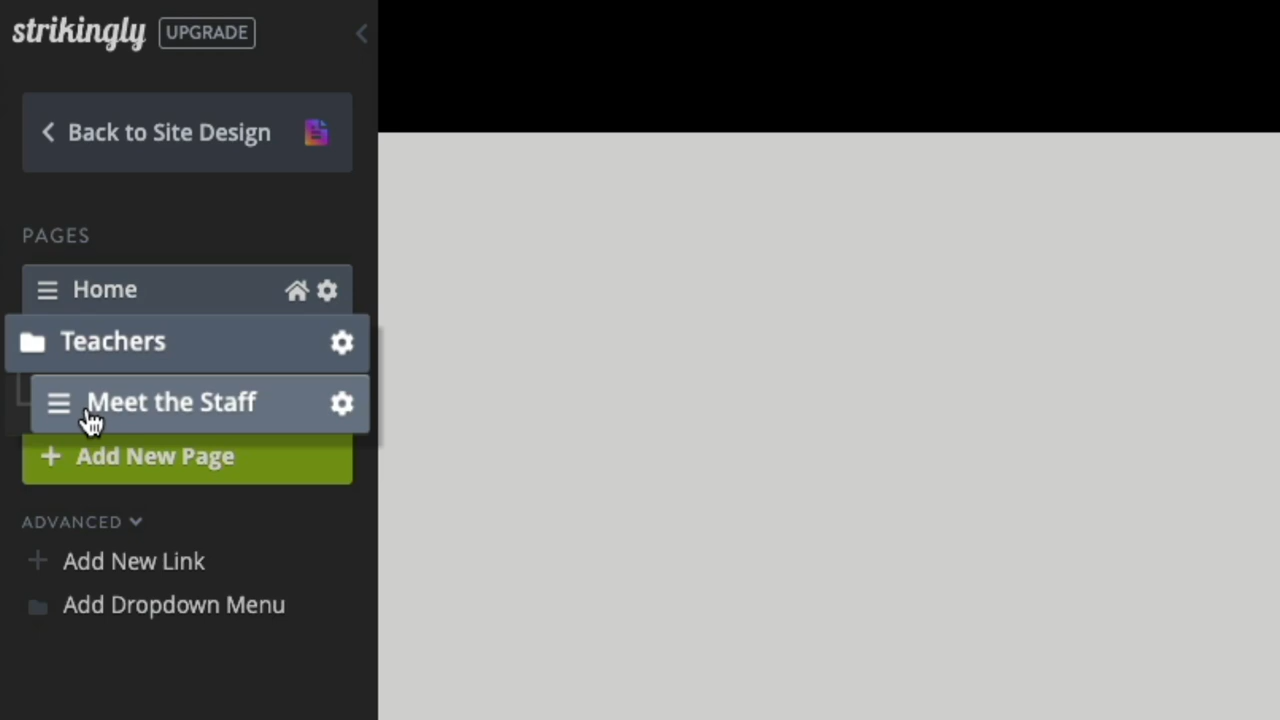 strikingly UPGRADE
Back to Site Design
PAGES
Home
Teachers
Meet the Staff
Add New Page
ADVANCED
Add New Link
Add Dropdown Menu